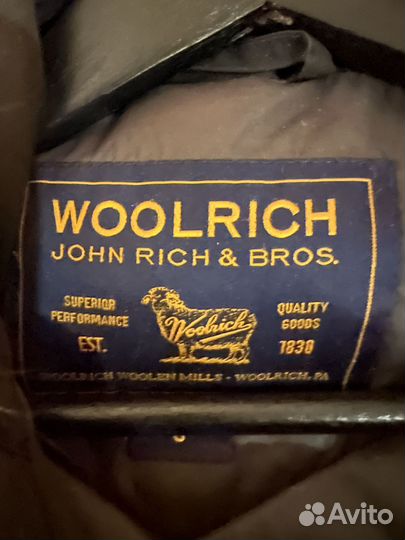 WOOLRICH
JOHN RICH & BROS.
SUPERIOR
PERFORMANCE
EST.
Woolrich
QUALITY
GOODS
1830
WOOLRICH WOOLEN MILLS - WOOLRICH, PA
Avito